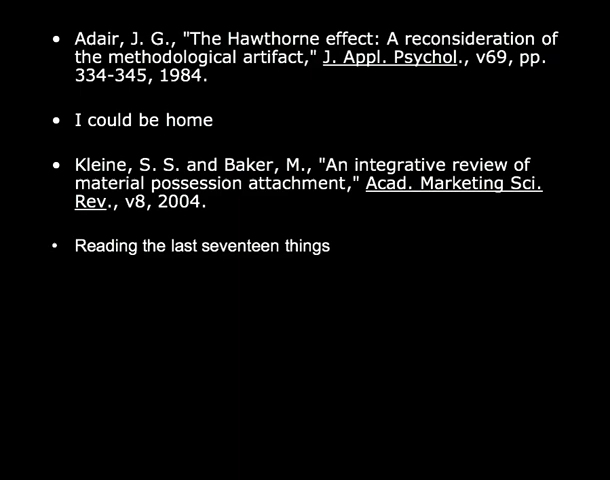 • Adair, J. G., "The Hawthorne effect: A reconsideration of
the methodological artifact," J. Appl. Psychol., v69, pp.
334-345, 1984.
• I could be home
• Kleine, S. S. and Baker, M., "An integrative review of
material possession attachment," Acad. Marketing Sci.
Rev., v8, 2004.
• Reading the last seventeen things